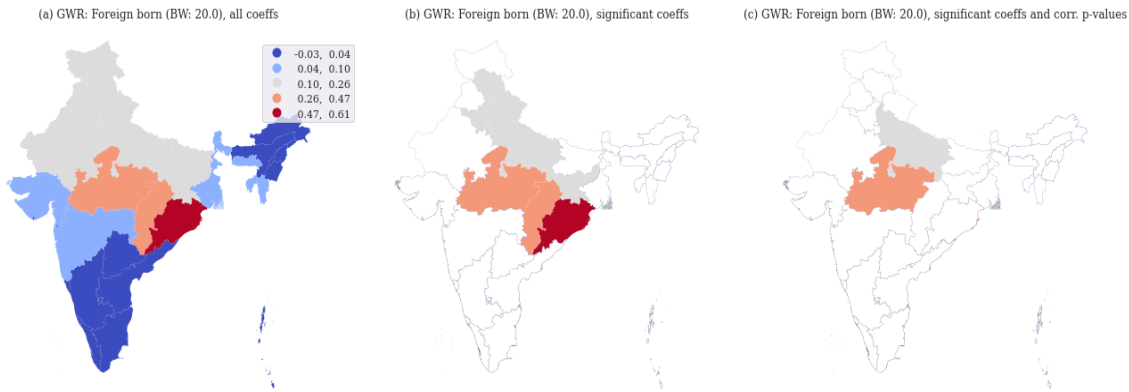 (a) GWR: Foreign born (BW: 20.0), all coeffs
(b) GWR: Foreign born (BW: 20.0), significant coeffs
(c) GWR: Foreign born (BW: 20.0), significant coeffs and corr. p-values
-0.03, 0.04
0.04, 0.10
0.10, 0.26
0.26, 0.47
0.47, 0.61